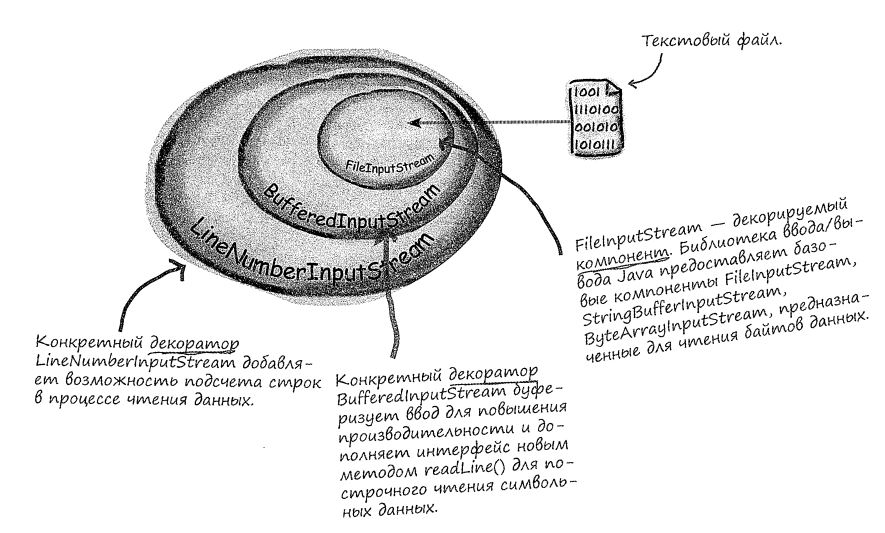 Текстовый файл.
1001
1110100
001010
1010111
FileInputStream
BufferedInputStream
LineNumberInputStream
FileInputStream — декорируемый
компонент. Библиотека ввода/вы-
вода Java предоставляет базо-
вые компоненты FileInputStream,
StringBufferInputStream,
ByteArrayInputStream, предназна-
ченные для чтения байтов данных.
Конкретный декоратор
LineNumberInputStream добавля-
ет возможность подсчета строк
в процессе чтения данных.
Конкретный декоратор
BufferedInputStream буфе-
ризует ввод для повышения
производительности и до-
полняет интерфейс новым
методом readLine() для по-
строчного чтения символь-
ных данных.